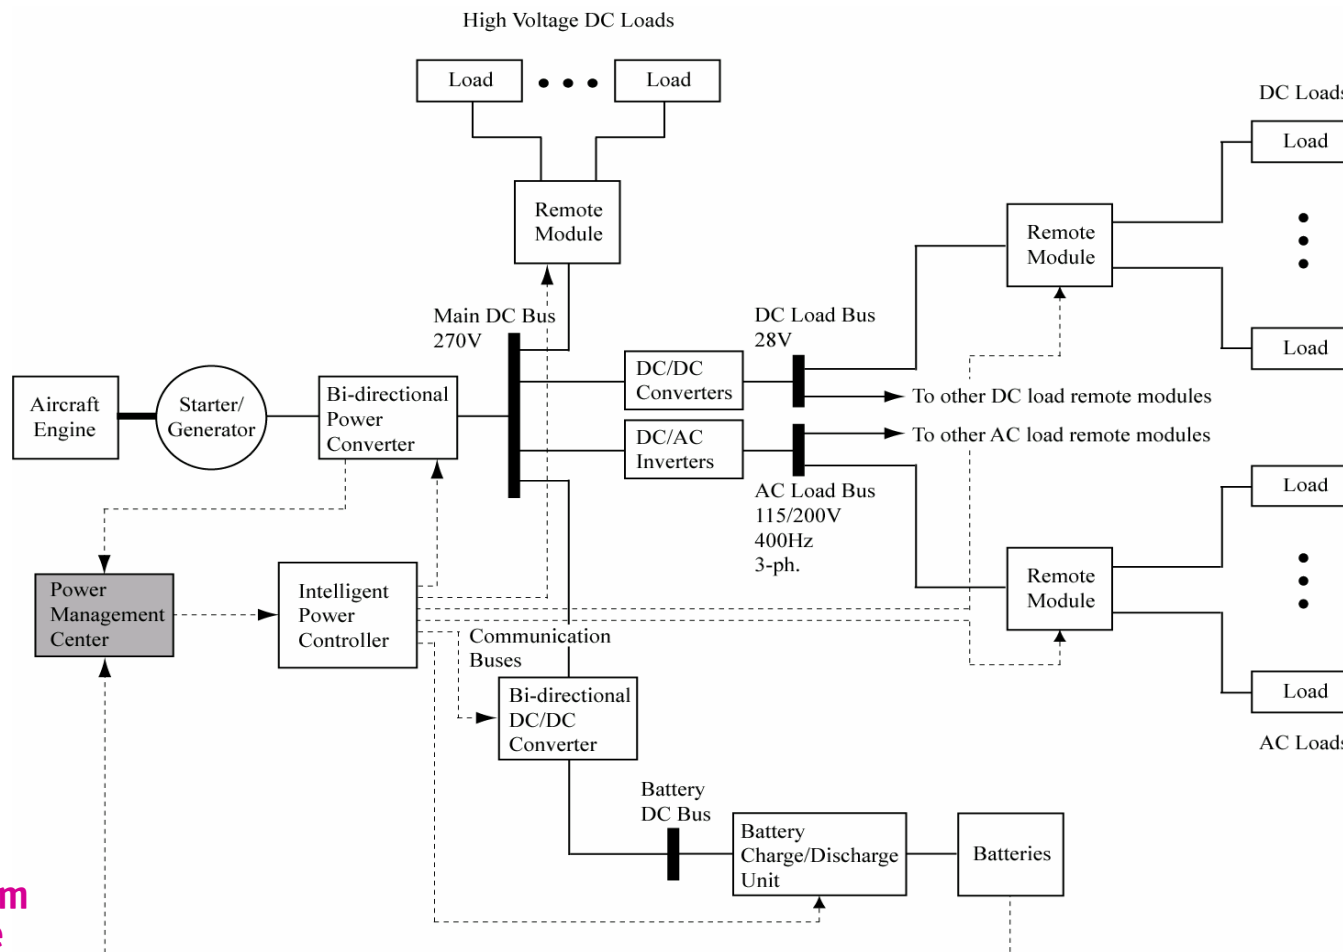 High Voltage DC Loads
Load
Load
DC Loads
Load
Remote
Module
Remote
Module
Main DC Bus
270V
DC Load Bus
28V
Load
Aircraft
Engine
Starter/
Generator
Bi-directional
Power
Converter
DC/DC
Converters
To other DC load remote modules
DC/AC
Inverters
To other AC load remote modules
AC Load Bus
115/200V
400Hz
3-ph.
Load
Power
Management
Center
Intelligent
Power
Controller
Remote
Module
Communication
Buses
Bi-directional
DC/DC
Converter
Load
AC Loads
Battery
DC Bus
Battery
Charge/Discharge
Unit
Batteries